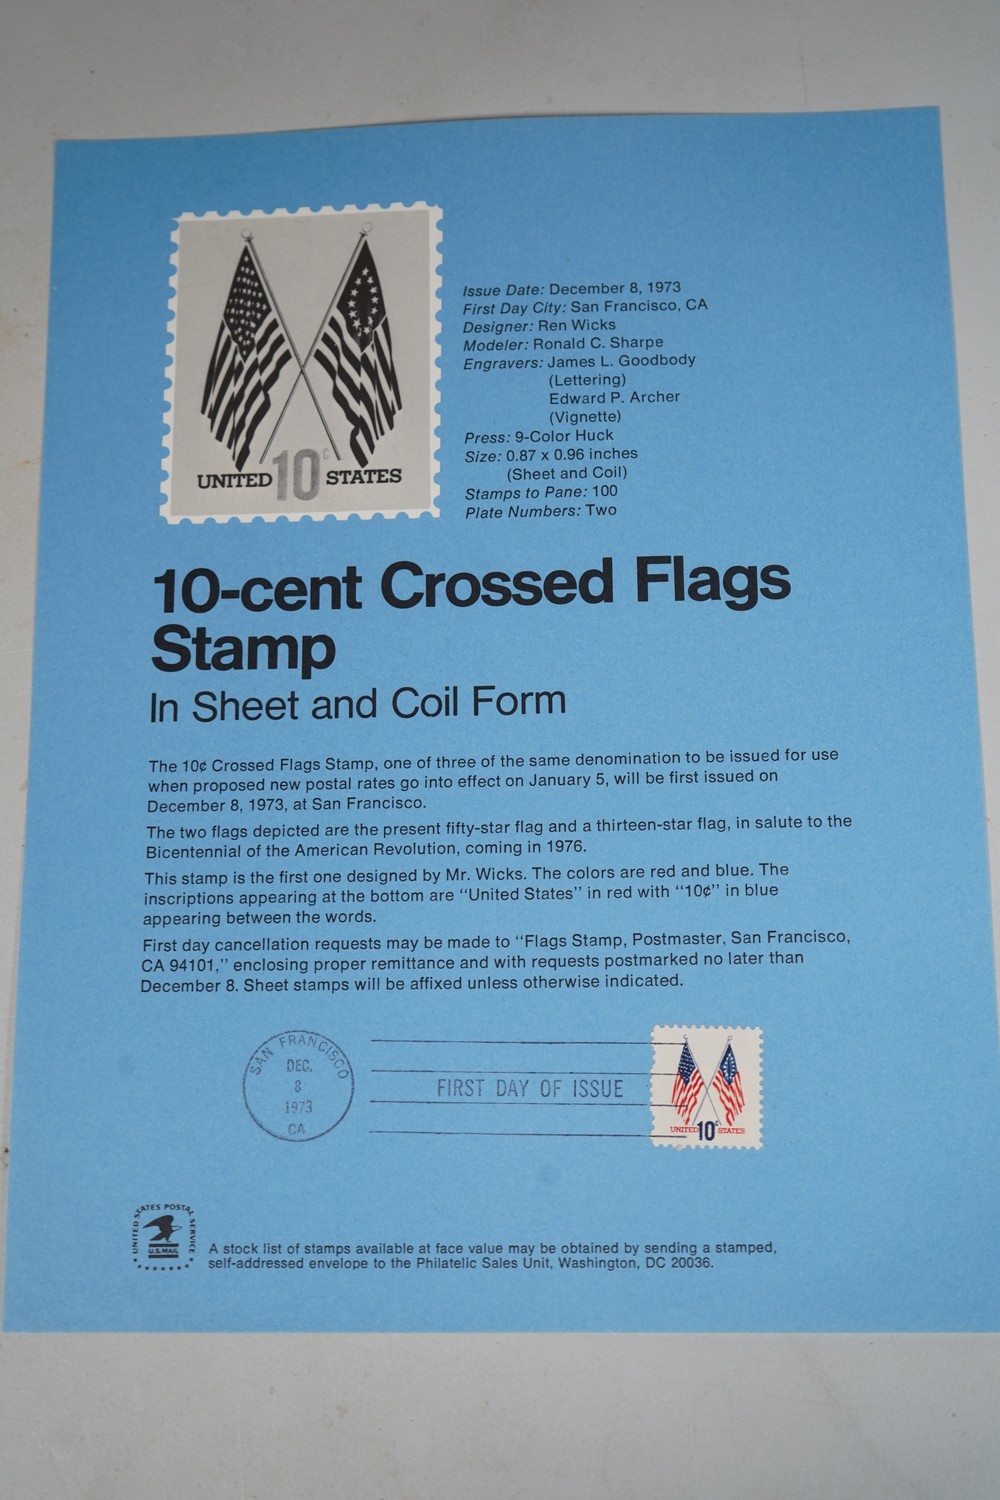 UNITED 10c STATES
Issue Date: December 8, 1973
First Day City: San Francisco, CA
Designer: Ren Wicks
Modeler: Ronald C. Sharpe
Engravers: James L. Goodbody
(Lettering)
Edward P. Archer
(Vignette)
Press: 9-Color Huck
Size: 0.87 x 0.96 inches
(Sheet and Coil)
Stamps to Pane: 100
Plate Numbers: Two
10-cent Crossed Flags
Stamp
In Sheet and Coil Form
The 10¢ Crossed Flags Stamp, one of three of the same denomination to be issued for use
when proposed new postal rates go into effect on January 5, will be first issued on
December 8, 1973, at San Francisco.
The two flags depicted are the present fifty-star flag and a thirteen-star flag, in salute to the
Bicentennial of the American Revolution, coming in 1976.
This stamp is the first one designed by Mr. Wicks. The colors are red and blue. The
inscriptions appearing at the bottom are “United States” in red with “10¢” in blue
appearing between the words.
First day cancellation requests may be made to “Flags Stamp, Postmaster, San Francisco,
CA 94101,” enclosing proper remittance and with requests postmarked no later than
December 8. Sheet stamps will be affixed unless otherwise indicated.
SAN FRANCISCO
DEC.
8
1973
CA
FIRST DAY OF ISSUE
UNITED 10c STATES
UNITED STATES POSTAL SERVICE
U.S. MAIL
A stock list of stamps available at face value may be obtained by sending a stamped,
self-addressed envelope to the Philatelic Sales Unit, Washington, DC 20036.